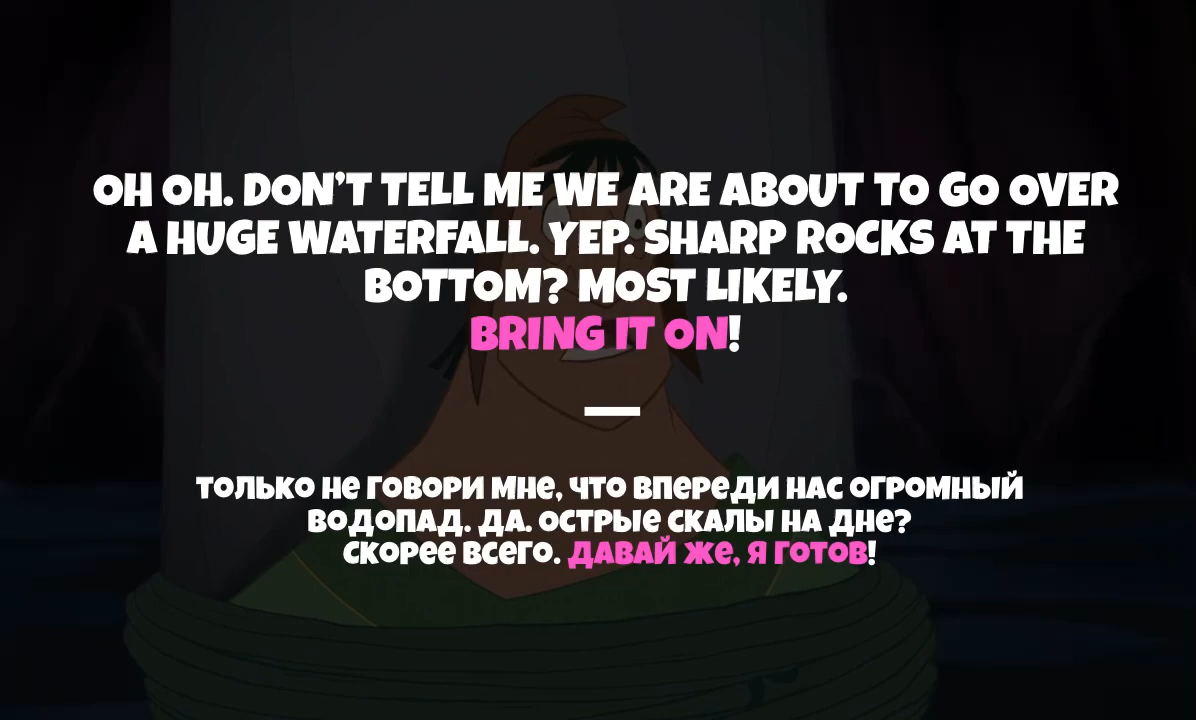 OH OH. DON’T TELL ME WE ARE ABOUT TO GO OVER
A HUGE WATERFALL. YEP. SHARP ROCKS AT THE
BOTTOM? MOST LIKELY.
BRING IT ON!
—
ТОЛЬКО НЕ ГОВОРИ МНЕ, ЧТО ВПЕРЕДИ НАС ОГРОМНЫЙ
ВОДОПАД. ДА. ОСТРЫЕ СКАЛЫ НА ДНЕ?
СКОРЕЕ ВСЕГО. ДАВАЙ ЖЕ, Я ГОТОВ!